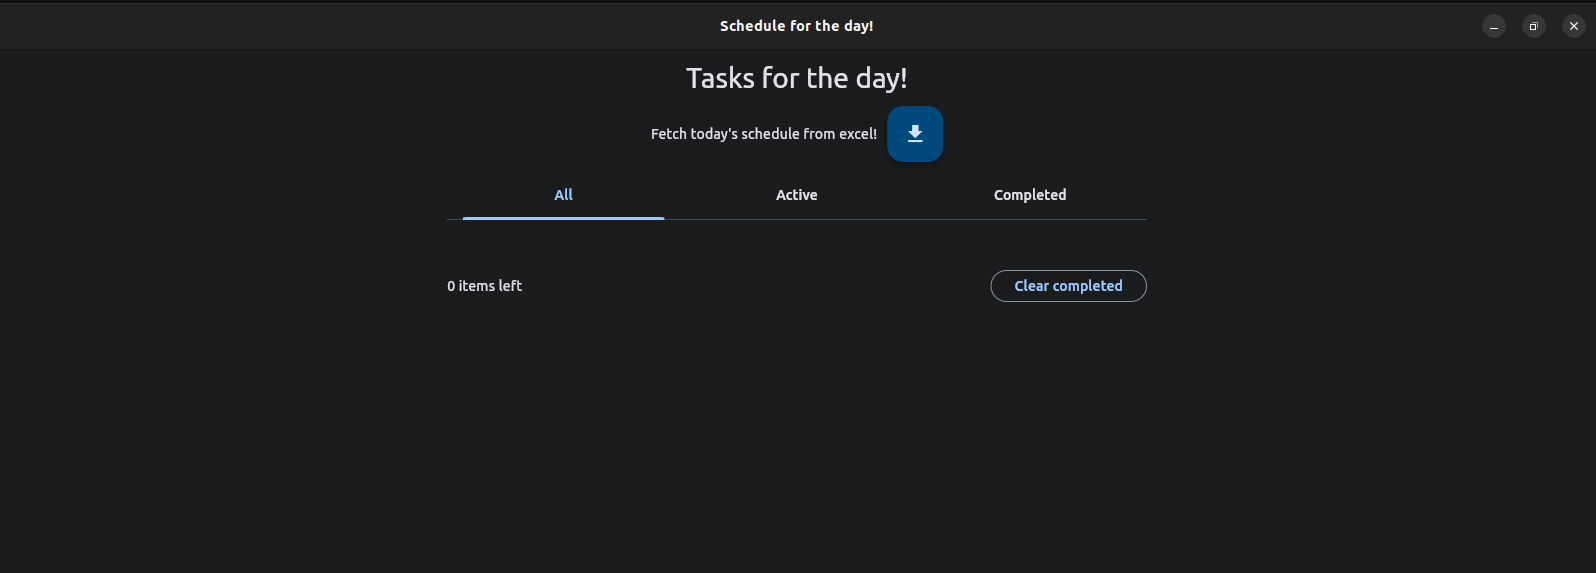 Schedule for the day!
Tasks for the day!
Fetch today's schedule from excel!
All Active Completed
0 items left Clear completed